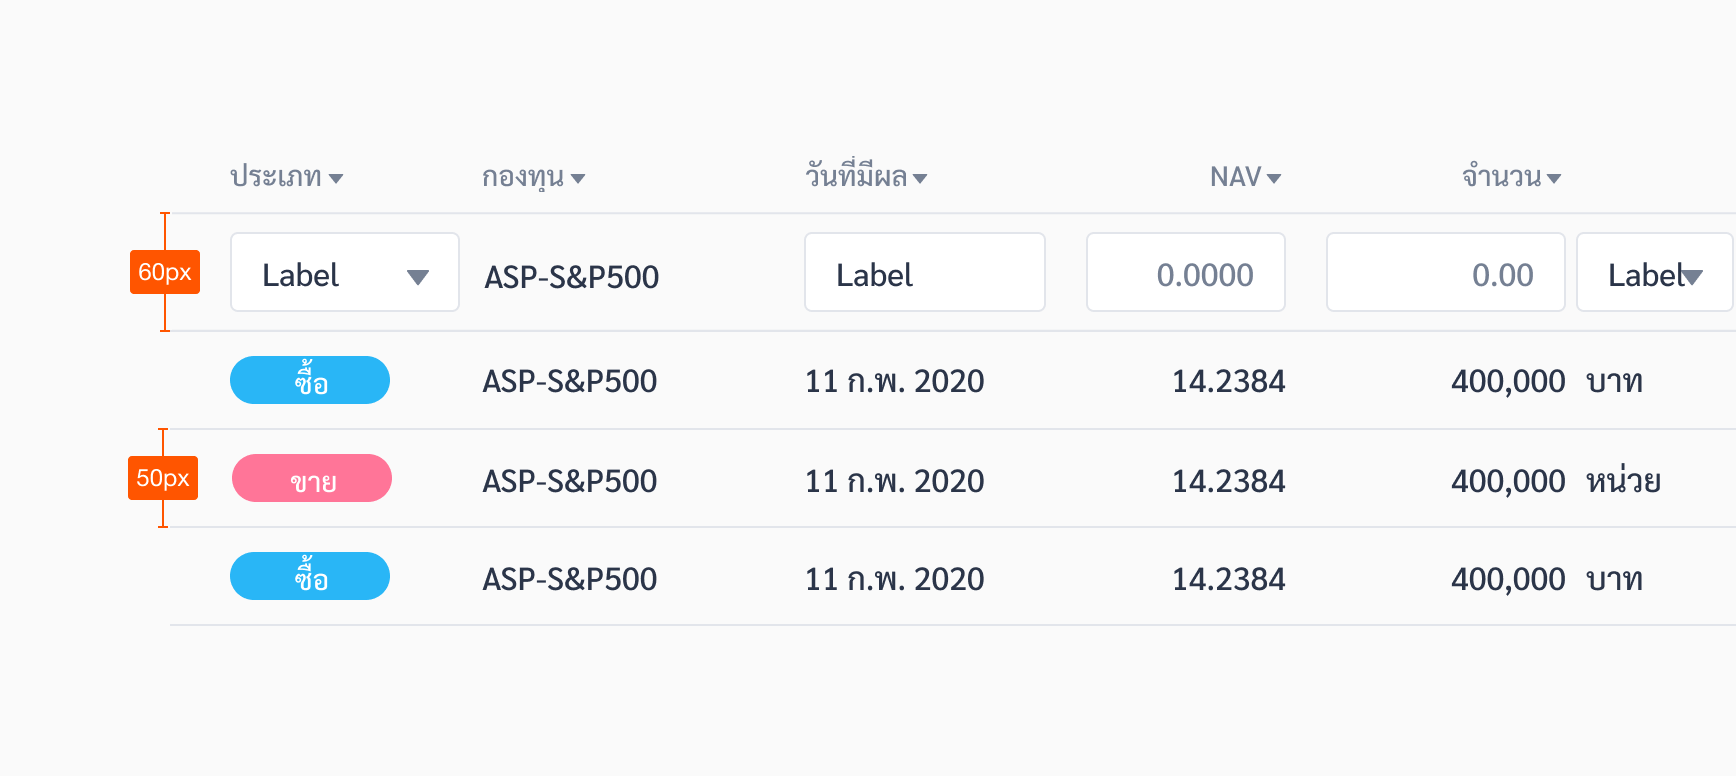 ประเภท กองทุน วันที่มีผล NAV จำนวน
60px Label ASP-S&P500 Label 0.0000 0.00 Label
ซื้อ ASP-S&P500 11 ก.พ. 2020 14.2384 400,000 บาท
50px ขาย ASP-S&P500 11 ก.พ. 2020 14.2384 400,000 หน่วย
ซื้อ ASP-S&P500 11 ก.พ. 2020 14.2384 400,000 บาท